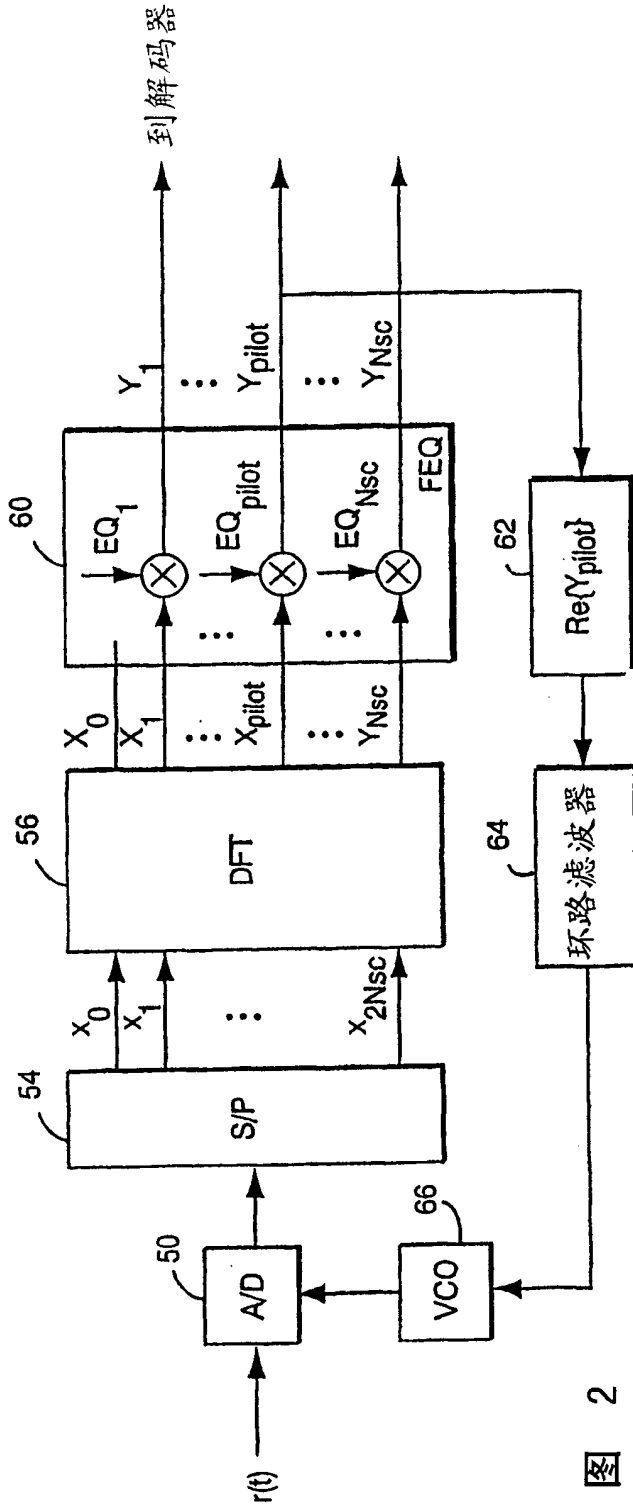 r(t)
50
A/D
66
VCO
54
S/P
x₀
x₁
⋮
x₂Nsc
56
DFT
X₀
X₁
⋮
Xpilot
⋮
YNsc
60
EQ₁
⋮
EQpilot
⋮
EQNsc
FEQ
Y₁
⋮
Ypilot
⋮
YNsc
到解码器
62
Re{Ypilot}
64
环路滤波器
图 2